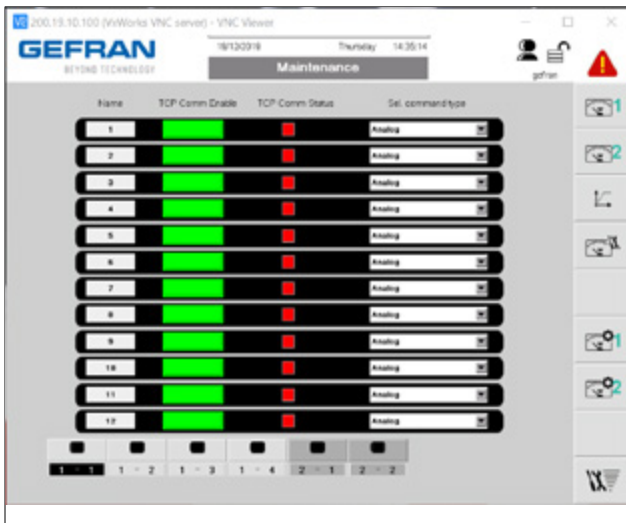 200.19.10.100 (VxWorks VNC server) - VNC Viewer
GEFRAN
BEYOND TECHNOLOGY
Thursday 14:35:14
Maintenance
gefran
Name TCP Comm Enable TCP Comm Status Sel. command type
1 Analog
2 Analog
3 Analog
4 Analog
5 Analog
6 Analog
7 Analog
8 Analog
9 Analog
10 Analog
11 Analog
12 Analog
1 - 1 1 - 2 1 - 3 1 - 4 2 - 1 2 - 2
1
2
1
2